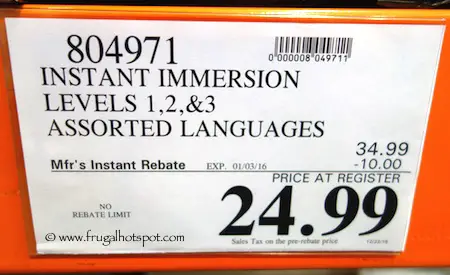 804971
0"000008"049711"
INSTANT IMMERSION
LEVELS 1,2,&3
ASSORTED LANGUAGES
34.99
Mfr's Instant Rebate EXP. 01/03/16 -10.00
PRICE AT REGISTER
24.99
NO
REBATE LIMIT
© www.frugalhotspot.com
Sales Tax on the pre-rebate price